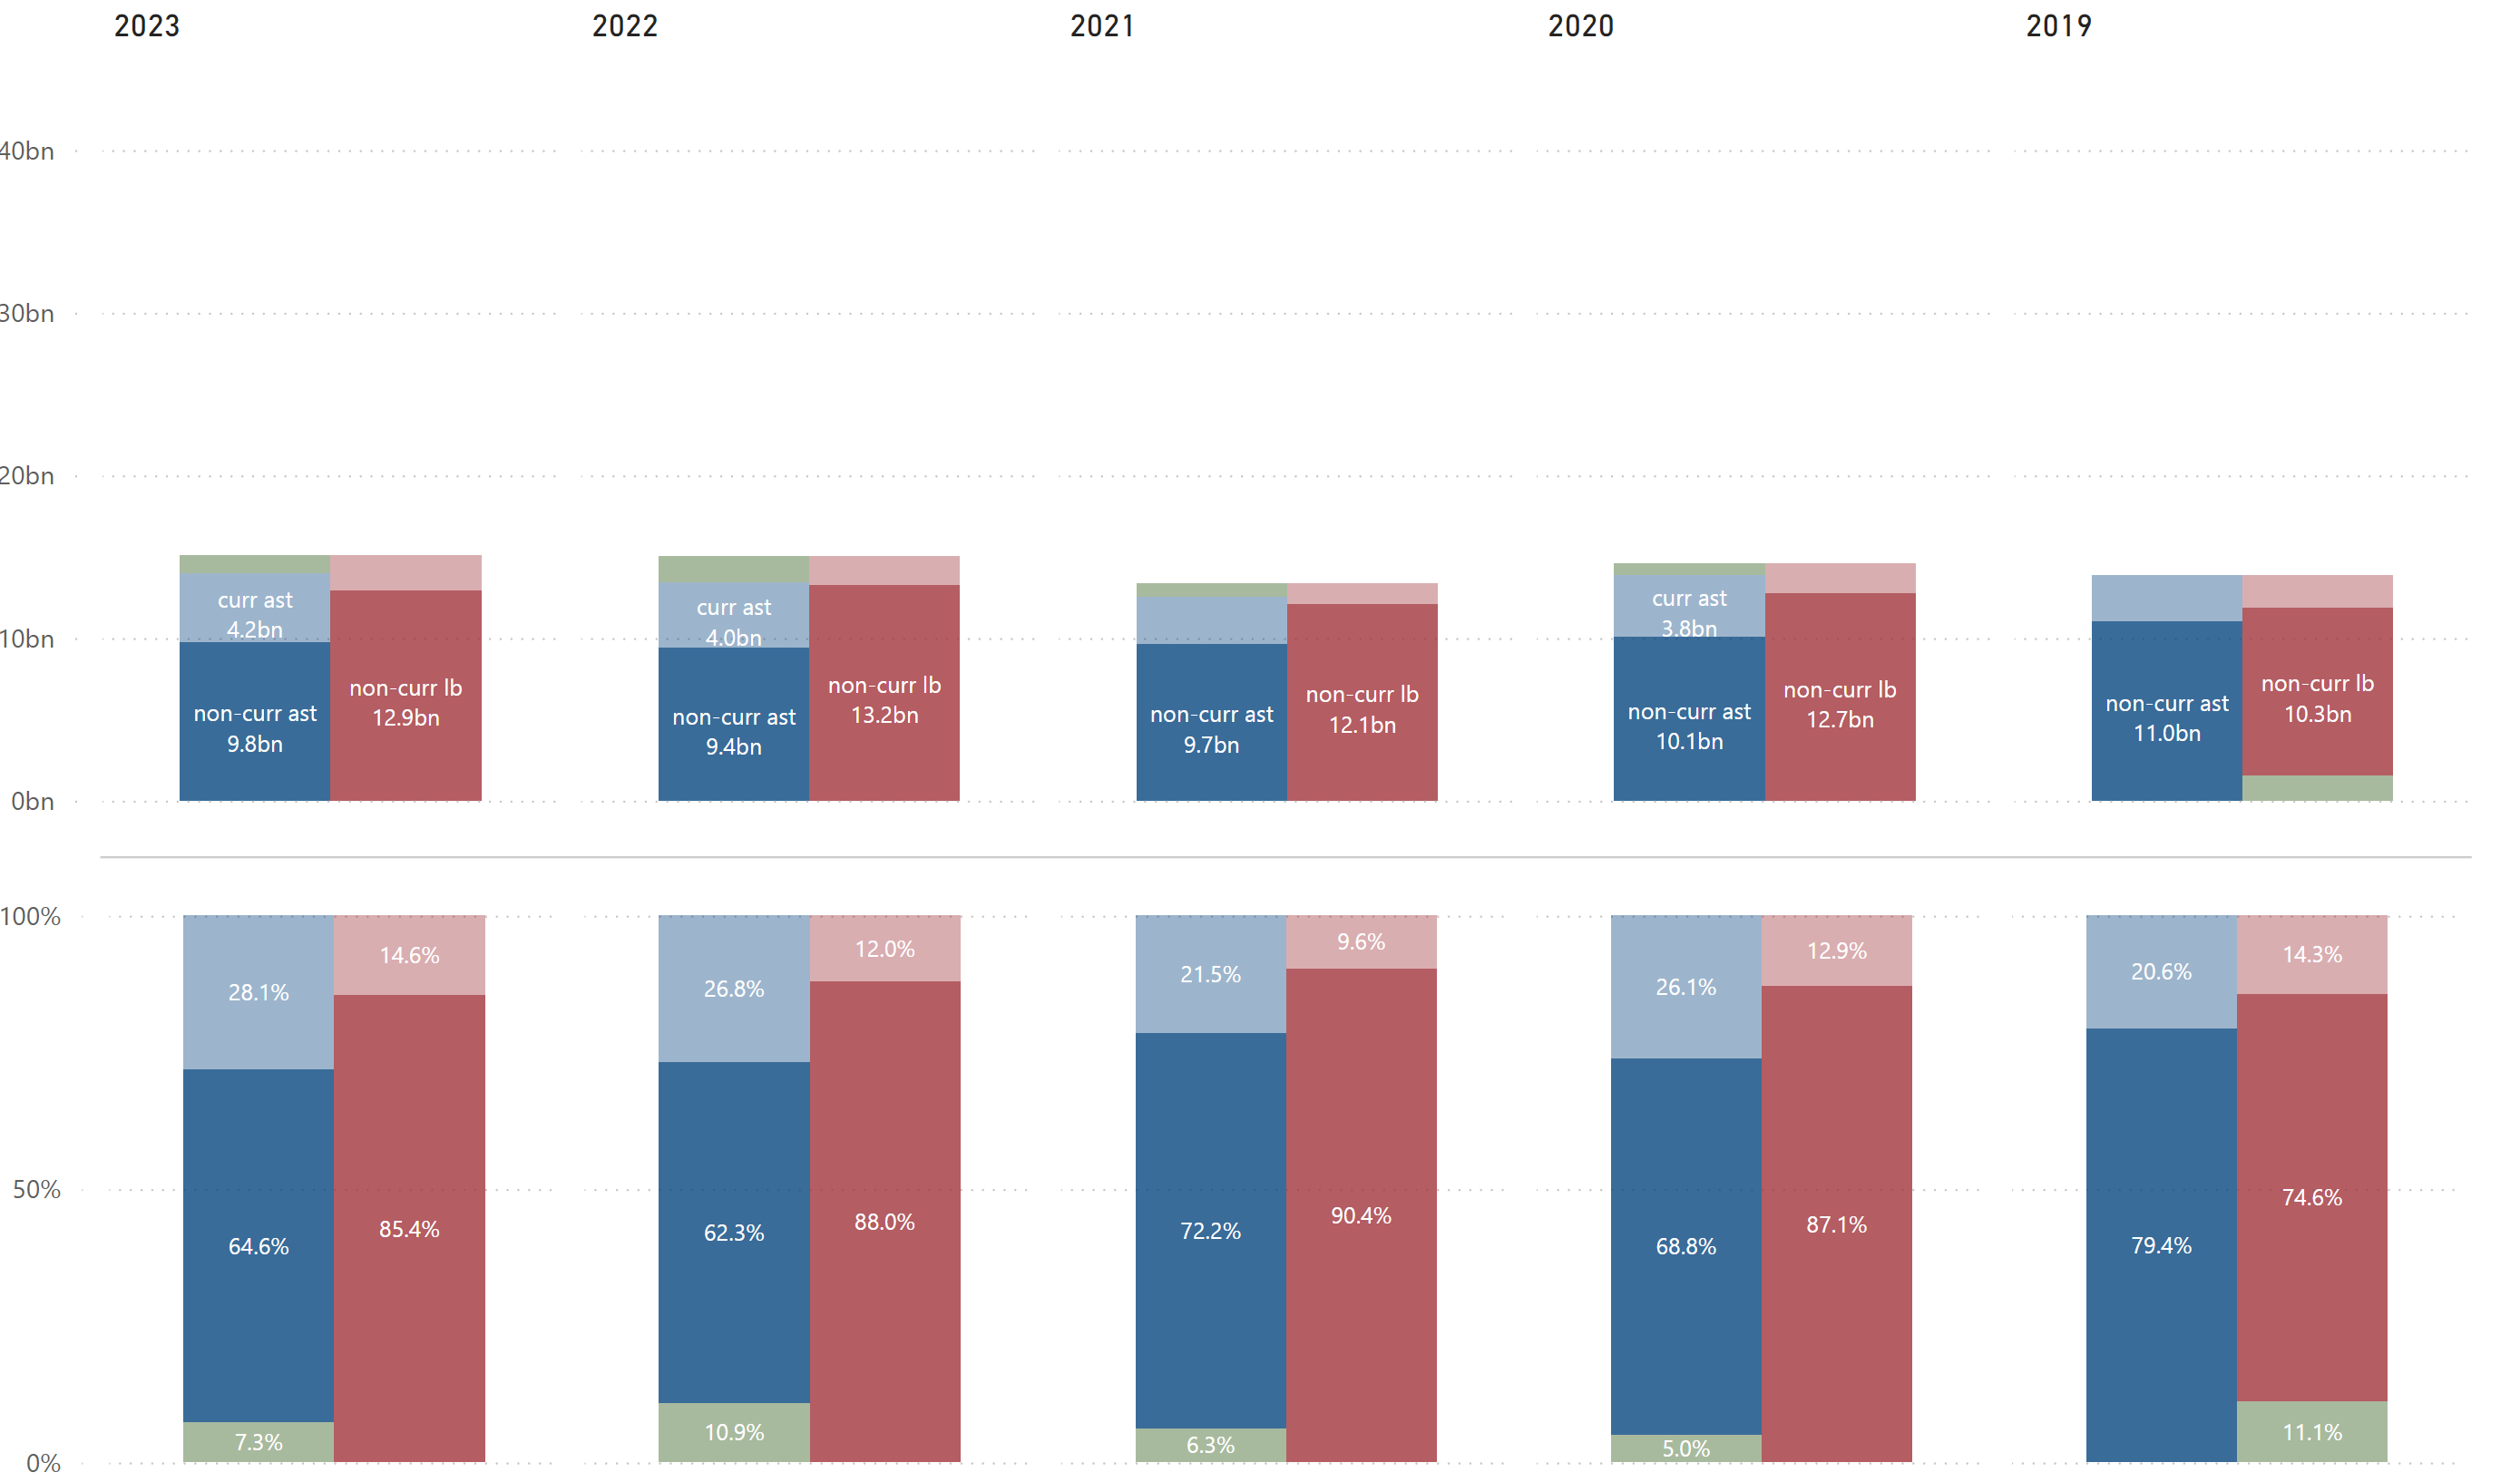 2023 2022 2021 2020 2019
40bn
30bn
20bn
10bn
0bn
curr ast
4.2bn
non-curr ast
9.8bn
non-curr lb
12.9bn
curr ast
4.0bn
non-curr ast
9.4bn
non-curr lb
13.2bn
non-curr ast
9.7bn
non-curr lb
12.1bn
curr ast
3.8bn
non-curr ast
10.1bn
non-curr lb
12.7bn
non-curr ast
11.0bn
non-curr lb
10.3bn
100%
50%
0%
28.1%
64.6%
7.3%
14.6%
85.4%
26.8%
62.3%
10.9%
12.0%
88.0%
21.5%
72.2%
6.3%
9.6%
90.4%
26.1%
68.8%
5.0%
12.9%
87.1%
20.6%
79.4%
14.3%
74.6%
11.1%